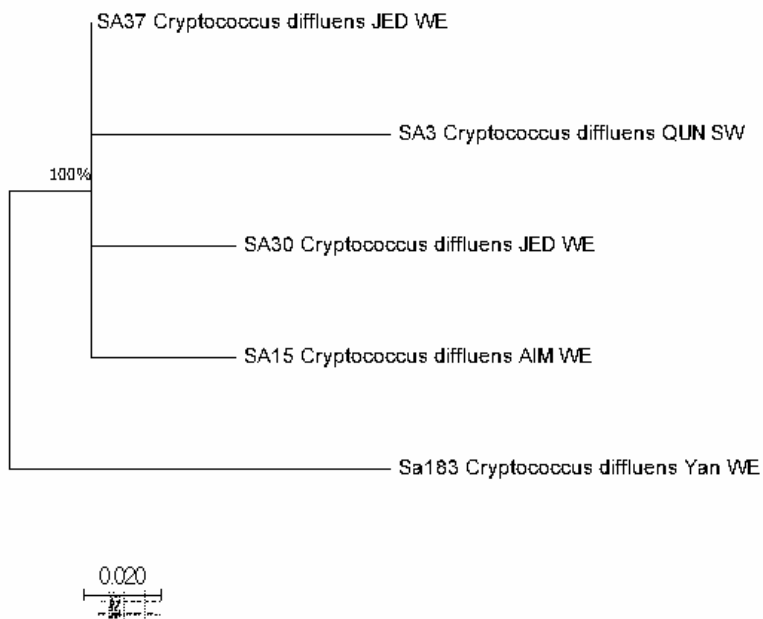 SA37 Cryptococcus diffluens JED WE
SA3 Cryptococcus diffluens QUN SW
100%
SA30 Cryptococcus diffluens JED WE
SA15 Cryptococcus diffluens AIM WE
Sa183 Cryptococcus diffluens Yan WE
0.020